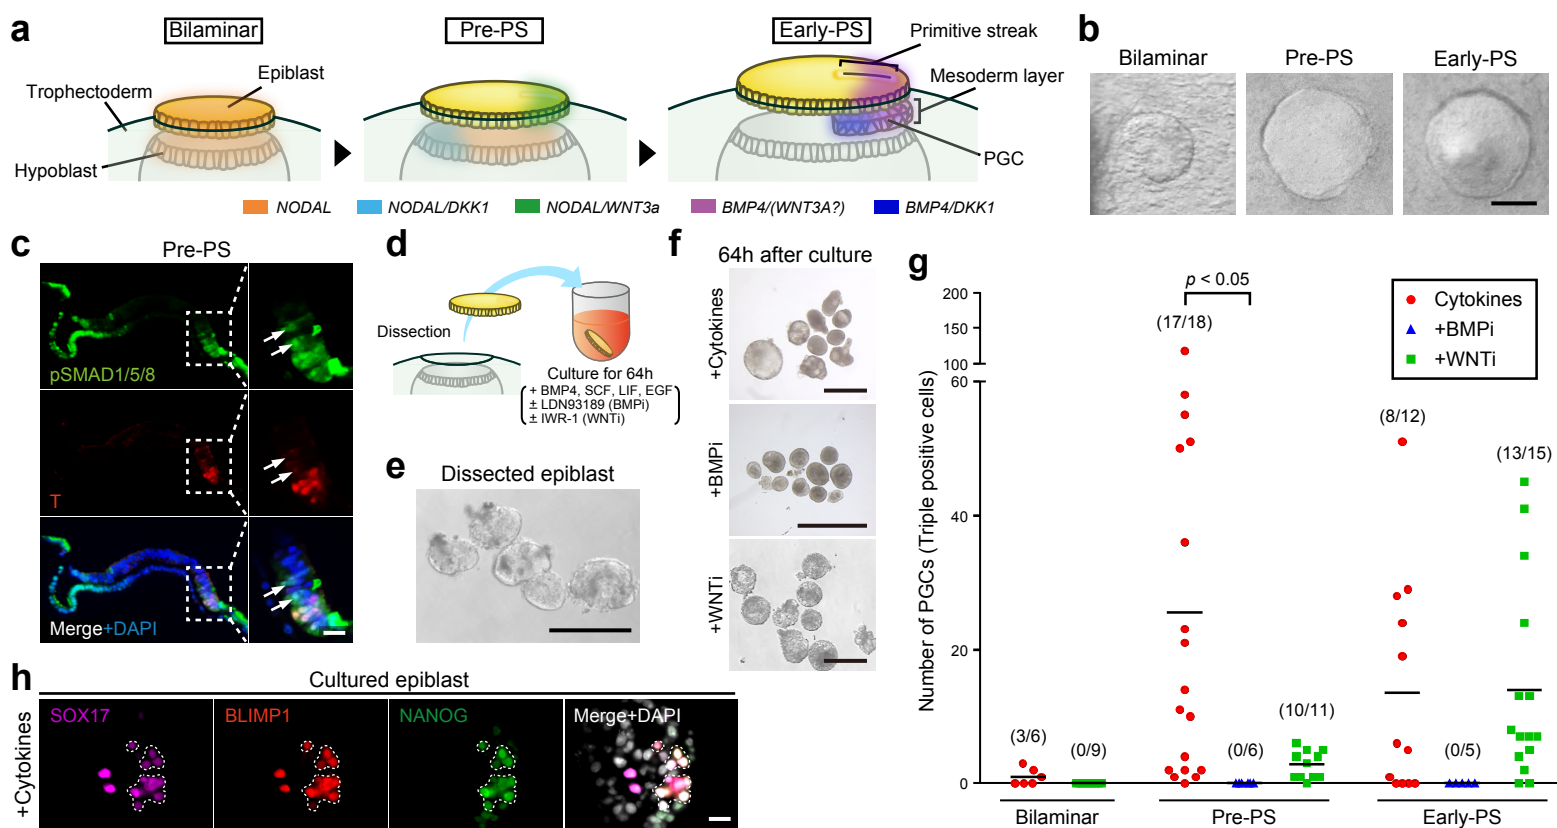 a
Bilaminar
Pre-PS
Early-PS
Primitive streak
Epiblast
Mesoderm layer
Trophectoderm
Hypoblast
PGC
NODAL
NODAL/DKK1
NODAL/WNT3a
BMP4/(WNT3A?)
BMP4/DKK1
b
Bilaminar
Pre-PS
Early-PS
c
Pre-PS
pSMAD1/5/8
T
Merge+DAPI
d
Dissection
Culture for 64h
+ BMP4, SCF, LIF, EGF
± LDN93189 (BMPi)
± IWR-1 (WNTi)
e
Dissected epiblast
f
64h after culture
+Cytokines
+BMPi
+WNTi
g
Number of PGCs (Triple positive cells)
200
150
100
60
40
20
0
p < 0.05
Cytokines
+BMPi
+WNTi
(3/6)
(0/9)
(17/18)
(0/6)
(10/11)
(8/12)
(0/5)
(13/15)
Bilaminar
Pre-PS
Early-PS
h
Cultured epiblast
+Cytokines
SOX17
BLIMP1
NANOG
Merge+DAPI